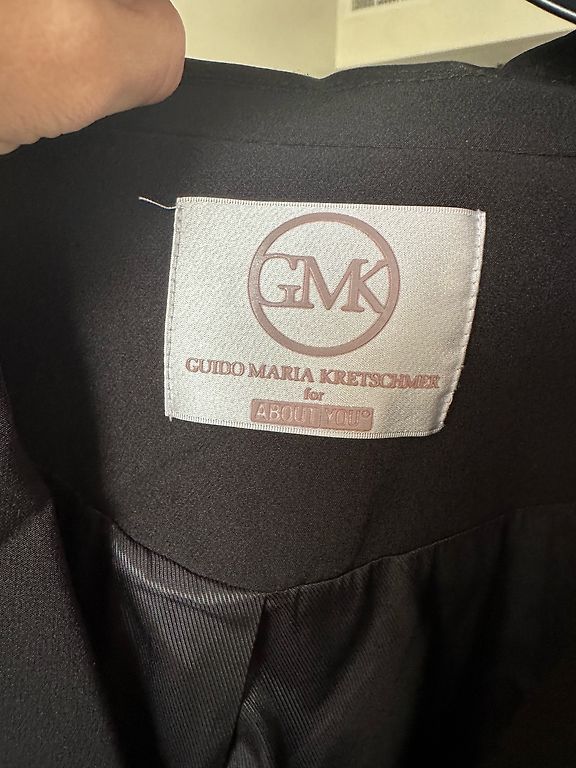 GMK
GUIDO MARIA KRETSCHMER
for
ABOUT YOU°